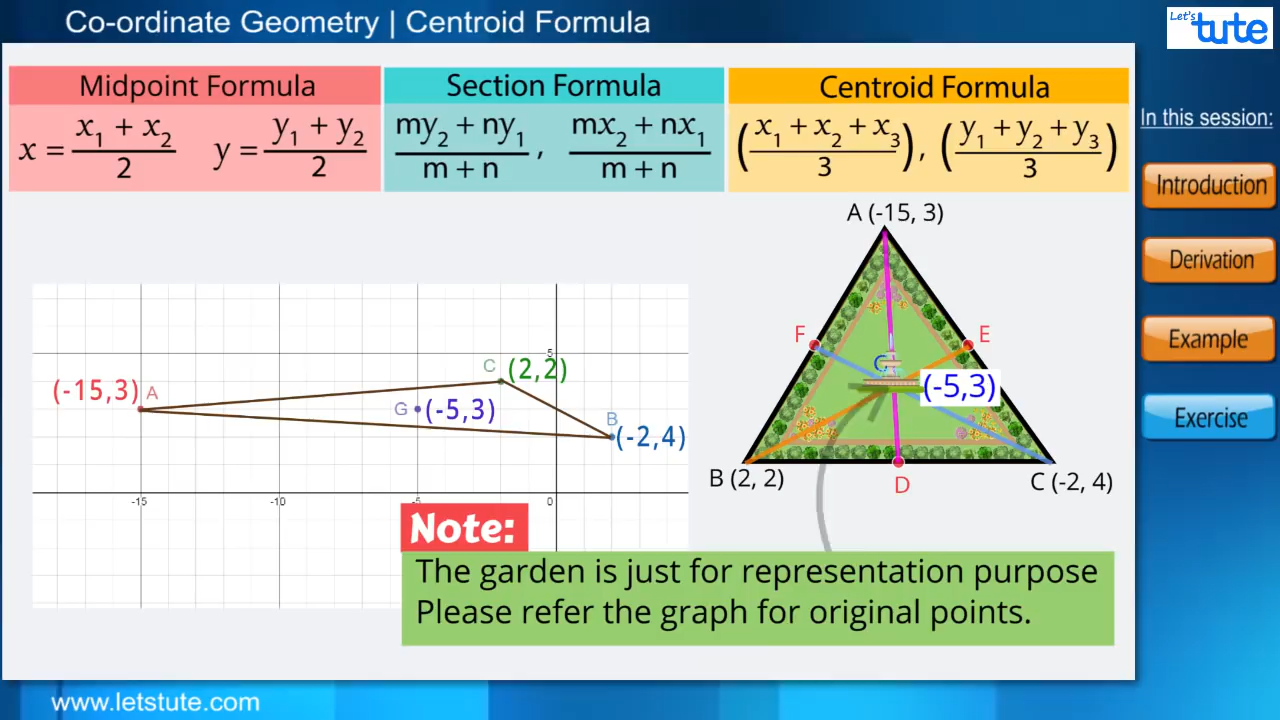 Co-ordinate Geometry | Centroid Formula
Let's tute
Midpoint Formula
x = x₁ + x₂ / 2 y = y₁ + y₂ / 2
Section Formula
my₂ + ny₁ / m + n , mx₂ + nx₁ / m + n
Centroid Formula
(x₁ + x₂ + x₃ / 3) , (y₁ + y₂ + y₃ / 3)
In this session:
Introduction
Derivation
Example
Exercise
5
C (2,2)
(-15,3) A
G (-5,3)
B
(-2,4)
-15 -10 -5 0
A (-15, 3)
F E
G
(-5,3)
B (2, 2) D C (-2, 4)
Note:
The garden is just for representation purpose
Please refer the graph for original points.
www.letstute.com